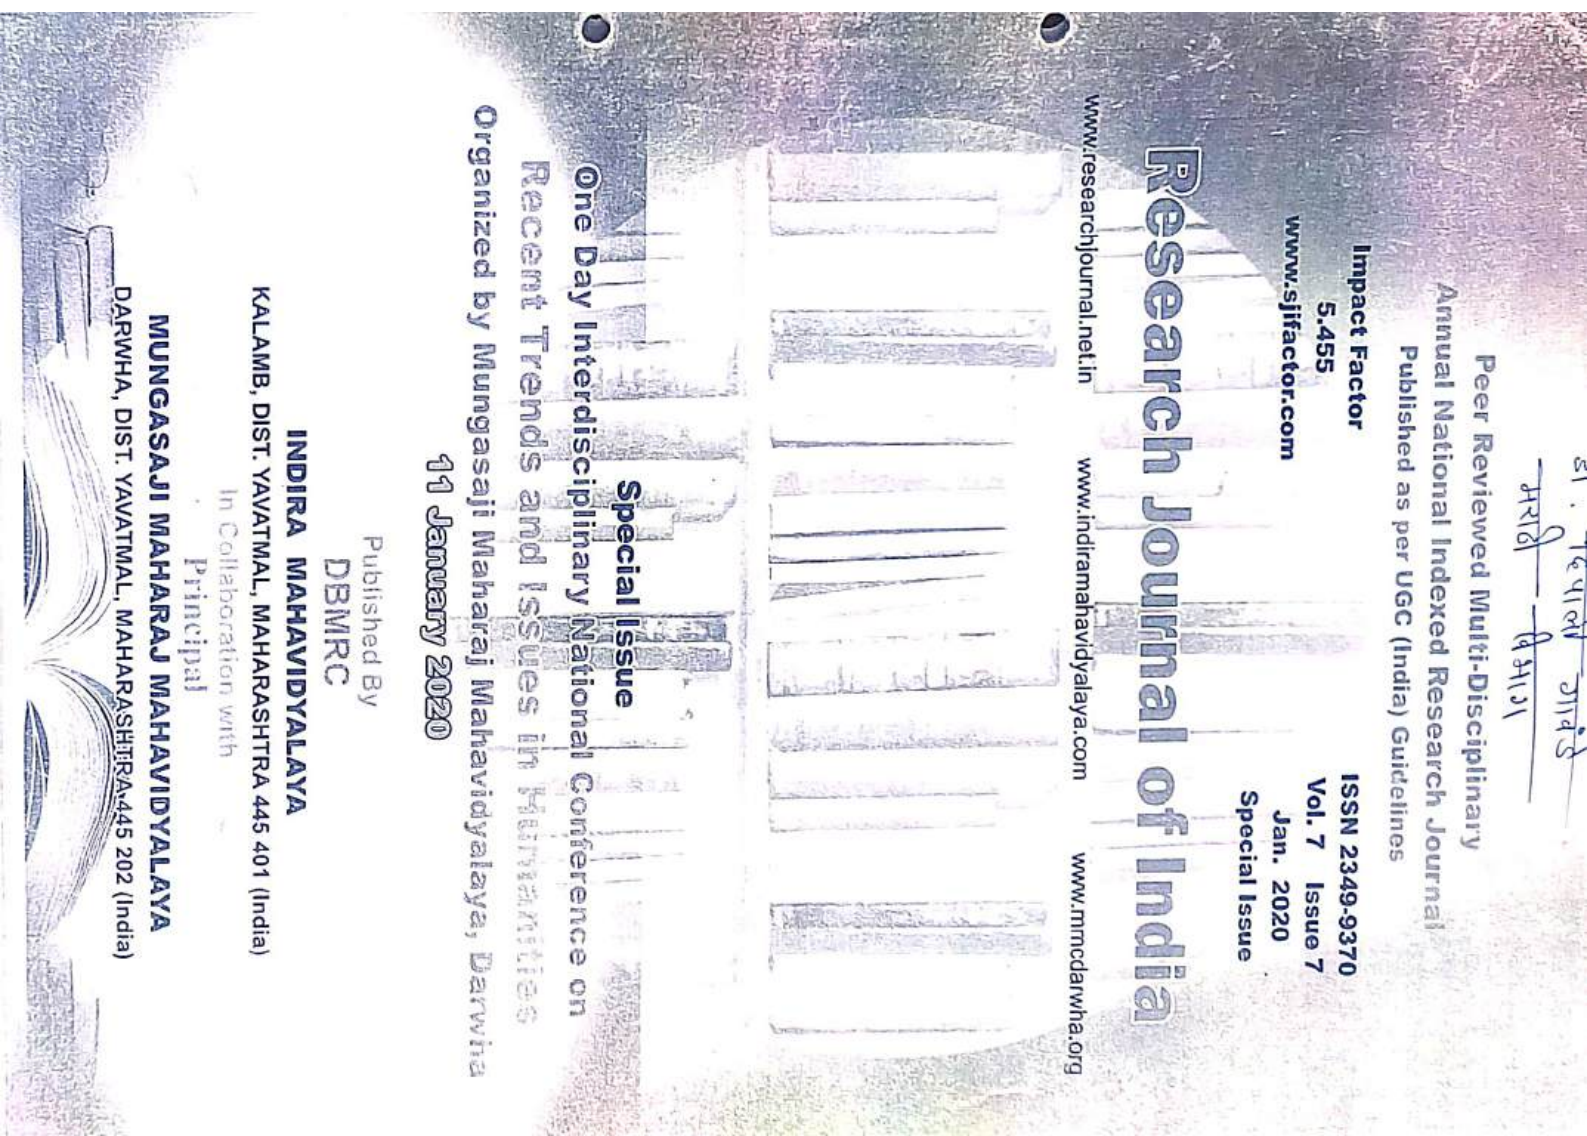 डॉ. गावंडे
मराठी विभाग
Peer Reviewed Multi-Disciplinary
Annual National Indexed Research Journal
Published as per UGC (India) Guidelines
Impact Factor
5.455
www.sjifactor.com
ISSN 2349-9370
Vol. 7 Issue 7
Jan. 2020
Special Issue
Research Journal of India
www.researchjournal.net.in www.indiramahavidyalaya.com www.mmcdarwha.org
Special Issue
One Day Interdisciplinary National Conference on
Recent Trends and Issues in Humanities
Organized by Mungasaji Maharaj Mahavidyalaya, Darwha
11 January 2020
Published By
DBMRC
INDIRA MAHAVIDYALAYA
KALAMB, DIST. YAVATMAL, MAHARASHTRA 445 401 (India)
In Collaboration with
Principal
MUNGASAJI MAHARAJ MAHAVIDYALAYA
DARWHA, DIST. YAVATMAL, MAHARASHTRA 445 202 (India)